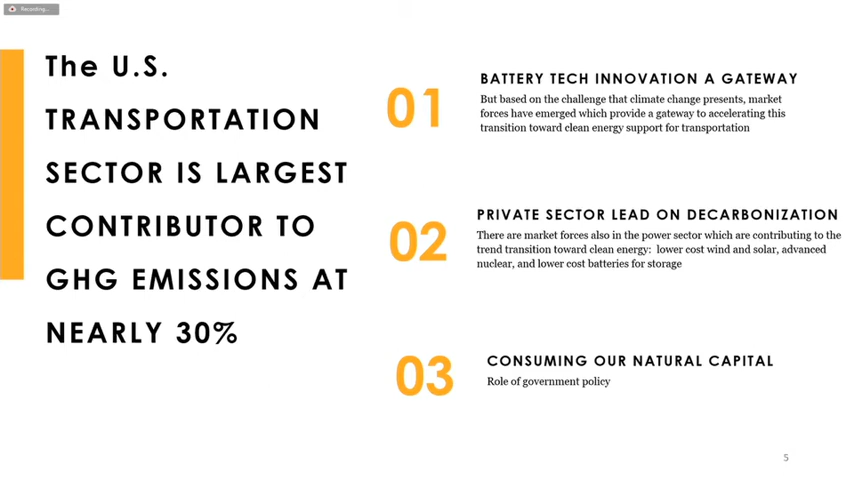 Recording...
The U.S.
TRANSPORTATION
SECTOR IS LARGEST
CONTRIBUTOR TO
GHG EMISSIONS AT
NEARLY 30%
01
BATTERY TECH INNOVATION A GATEWAY
But based on the challenge that climate change presents, market
forces have emerged which provide a gateway to accelerating this
transition toward clean energy support for transportation
02
PRIVATE SECTOR LEAD ON DECARBONIZATION
There are market forces also in the power sector which are contributing to the
trend transition toward clean energy: lower cost wind and solar, advanced
nuclear, and lower cost batteries for storage
03
CONSUMING OUR NATURAL CAPITAL
Role of government policy
5